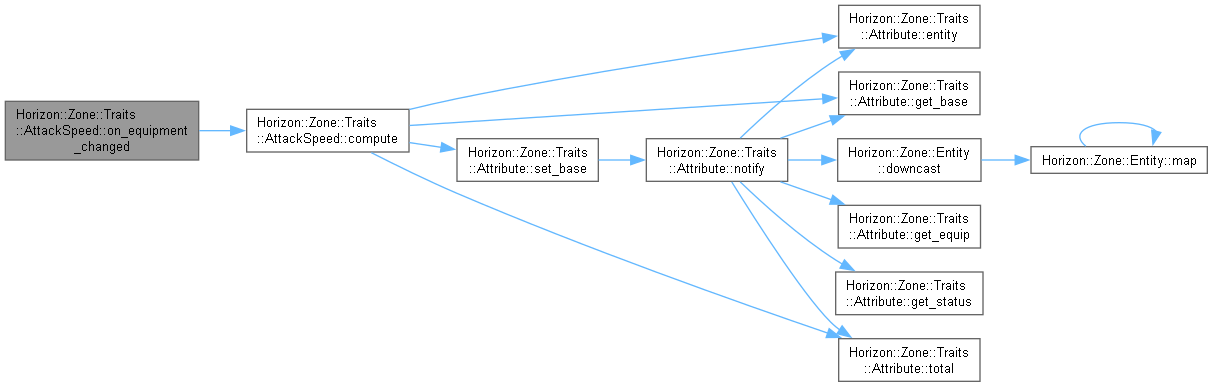 Horizon::Zone::Traits
::AttackSpeed::on_equipment
_changed
Horizon::Zone::Traits
::AttackSpeed::compute
Horizon::Zone::Traits
::Attribute::set_base
Horizon::Zone::Traits
::Attribute::notify
Horizon::Zone::Traits
::Attribute::entity
Horizon::Zone::Traits
::Attribute::get_base
Horizon::Zone::Entity
::downcast
Horizon::Zone::Entity::map
Horizon::Zone::Traits
::Attribute::get_equip
Horizon::Zone::Traits
::Attribute::get_status
Horizon::Zone::Traits
::Attribute::total